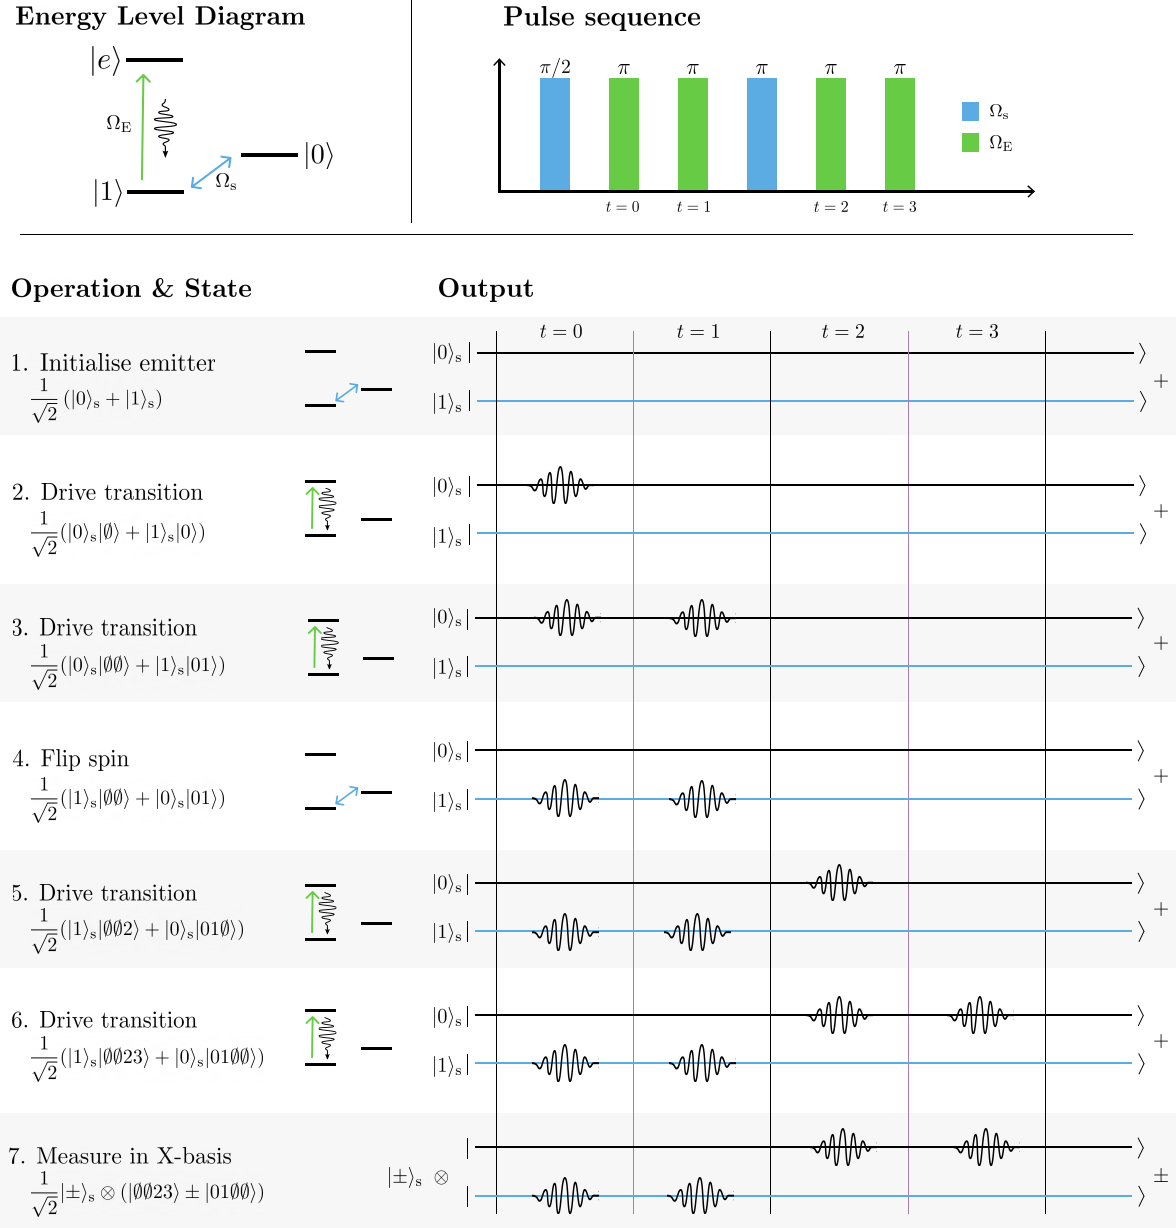 Energy Level Diagram
|e⟩
Ω_E
|0⟩
Ω_s
|1⟩
Pulse sequence
π/2 π π π π π
Ω_s
Ω_E
t = 0 t = 1 t = 2 t = 3
Operation & State
Output
t = 0 t = 1 t = 2 t = 3
1. Initialise emitter
1/√2 (|0⟩_s + |1⟩_s)
|0⟩_s | ⟩
+
|1⟩_s | ⟩
2. Drive transition
1/√2 (|0⟩_s|∅⟩ + |1⟩_s|0⟩)
|0⟩_s | ⟩
+
|1⟩_s | ⟩
3. Drive transition
1/√2 (|0⟩_s|∅∅⟩ + |1⟩_s|01⟩)
|0⟩_s | ⟩
+
|1⟩_s | ⟩
4. Flip spin
1/√2 (|1⟩_s|∅∅⟩ + |0⟩_s|01⟩)
|0⟩_s | ⟩
+
|1⟩_s | ⟩
5. Drive transition
1/√2 (|1⟩_s|∅∅2⟩ + |0⟩_s|01∅⟩)
|0⟩_s | ⟩
+
|1⟩_s | ⟩
6. Drive transition
1/√2 (|1⟩_s|∅∅23⟩ + |0⟩_s|01∅∅⟩)
|0⟩_s | ⟩
+
|1⟩_s | ⟩
7. Measure in X-basis
1/√2 |±⟩_s ⊗ (|∅∅23⟩ ± |01∅∅⟩)
| ⟩
|±⟩_s ⊗ ±
| ⟩